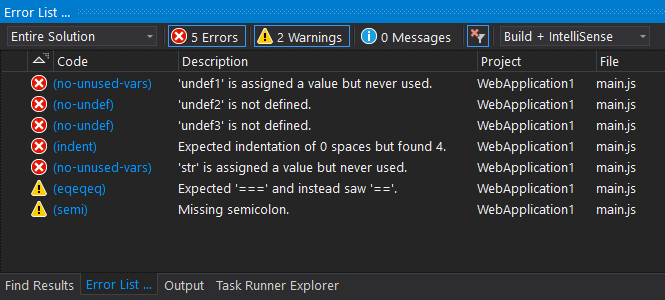 Error List ...
Entire Solution 5 Errors 2 Warnings 0 Messages Build + IntelliSense
Code Description Project File
(no-unused-vars) 'undef1' is assigned a value but never used. WebApplication1 main.js
(no-undef) 'undef2' is not defined. WebApplication1 main.js
(no-undef) 'undef3' is not defined. WebApplication1 main.js
(indent) Expected indentation of 0 spaces but found 4. WebApplication1 main.js
(no-unused-vars) 'str' is assigned a value but never used. WebApplication1 main.js
(eqeqeq) Expected '===' and instead saw '=='. WebApplication1 main.js
(semi) Missing semicolon. WebApplication1 main.js
Find Results Error List ... Output Task Runner Explorer